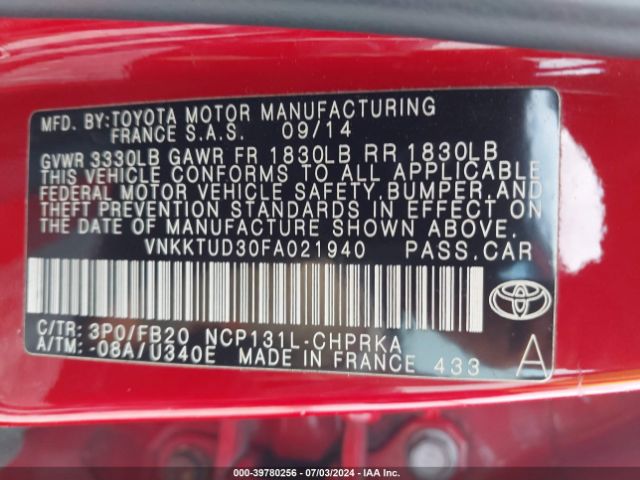 MFD. BY: TOYOTA MOTOR MANUFACTURING
FRANCE S.A.S. 09/14
GVWR 3330LB GAWR FR 1830LB RR 1830LB
THIS VEHICLE CONFORMS TO ALL APPLICABLE
FEDERAL MOTOR VEHICLE SAFETY, BUMPER, AND
THEFT PREVENTION STANDARDS IN EFFECT ON
THE DATE OF MANUFACTURE SHOWN ABOVE.
VNKKTUD30FA021940 PASS.CAR
C/TR: 3P0/FB20 NCP131L-CHPRKA
A/TM: -08A/U340E MADE IN FRANCE 433 A
000-39780256 - 07/03/2024 - IAA Inc.